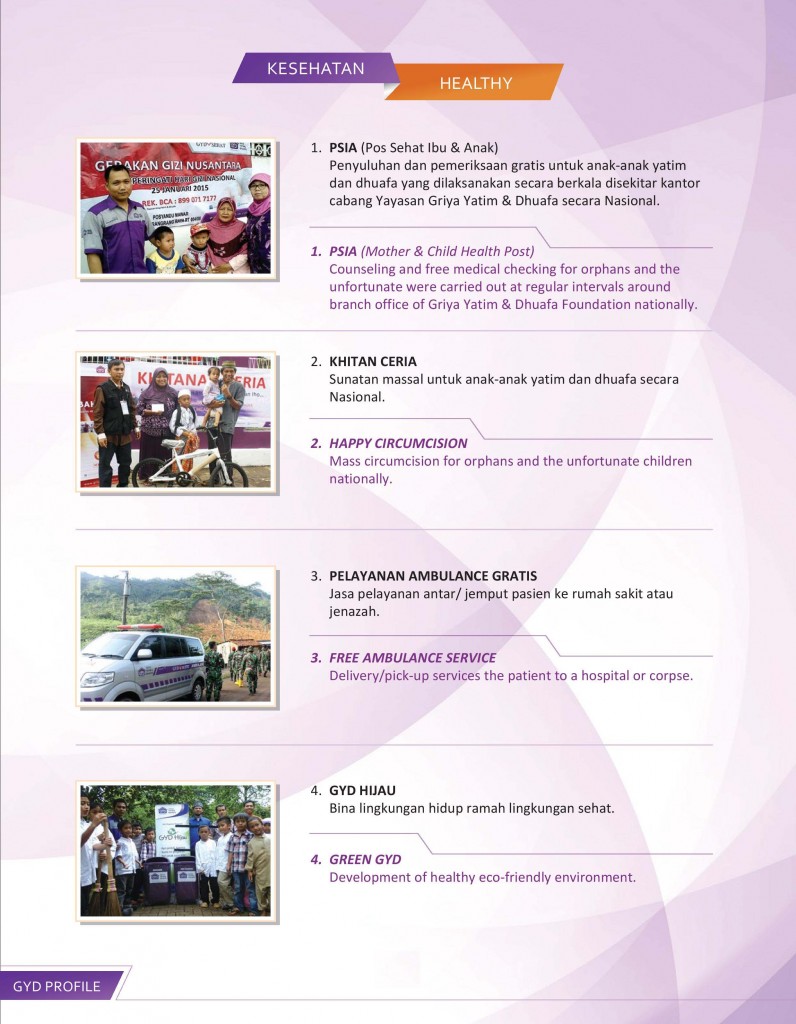 KESEHATAN
HEALTHY
GERAKAN GIZI NUSANTARA
PERINGATI HARI GIZI NASIONAL
25 JANUARI 2015
REK. BCA : 899 071 7177
POSYANDU MAWAR
1. PSIA (Pos Sehat Ibu & Anak)
Penyuluhan dan pemeriksaan gratis untuk anak-anak yatim
dan dhuafa yang dilaksanakan secara berkala disekitar kantor
cabang Yayasan Griya Yatim & Dhuafa secara Nasional.
1. PSIA (Mother & Child Health Post)
Counseling and free medical checking for orphans and the
unfortunate were carried out at regular intervals around
branch office of Griya Yatim & Dhuafa Foundation nationally.
2. KHITAN CERIA
Sunatan massal untuk anak-anak yatim dan dhuafa secara
Nasional.
2. HAPPY CIRCUMCISION
Mass circumcision for orphans and the unfortunate children
nationally.
3. PELAYANAN AMBULANCE GRATIS
Jasa pelayanan antar/ jemput pasien ke rumah sakit atau
jenazah.
3. FREE AMBULANCE SERVICE
Delivery/pick-up services the patient to a hospital or corpse.
GYD Hijau
4. GYD HIJAU
Bina lingkungan hidup ramah lingkungan sehat.
4. GREEN GYD
Development of healthy eco-friendly environment.
GYD PROFILE